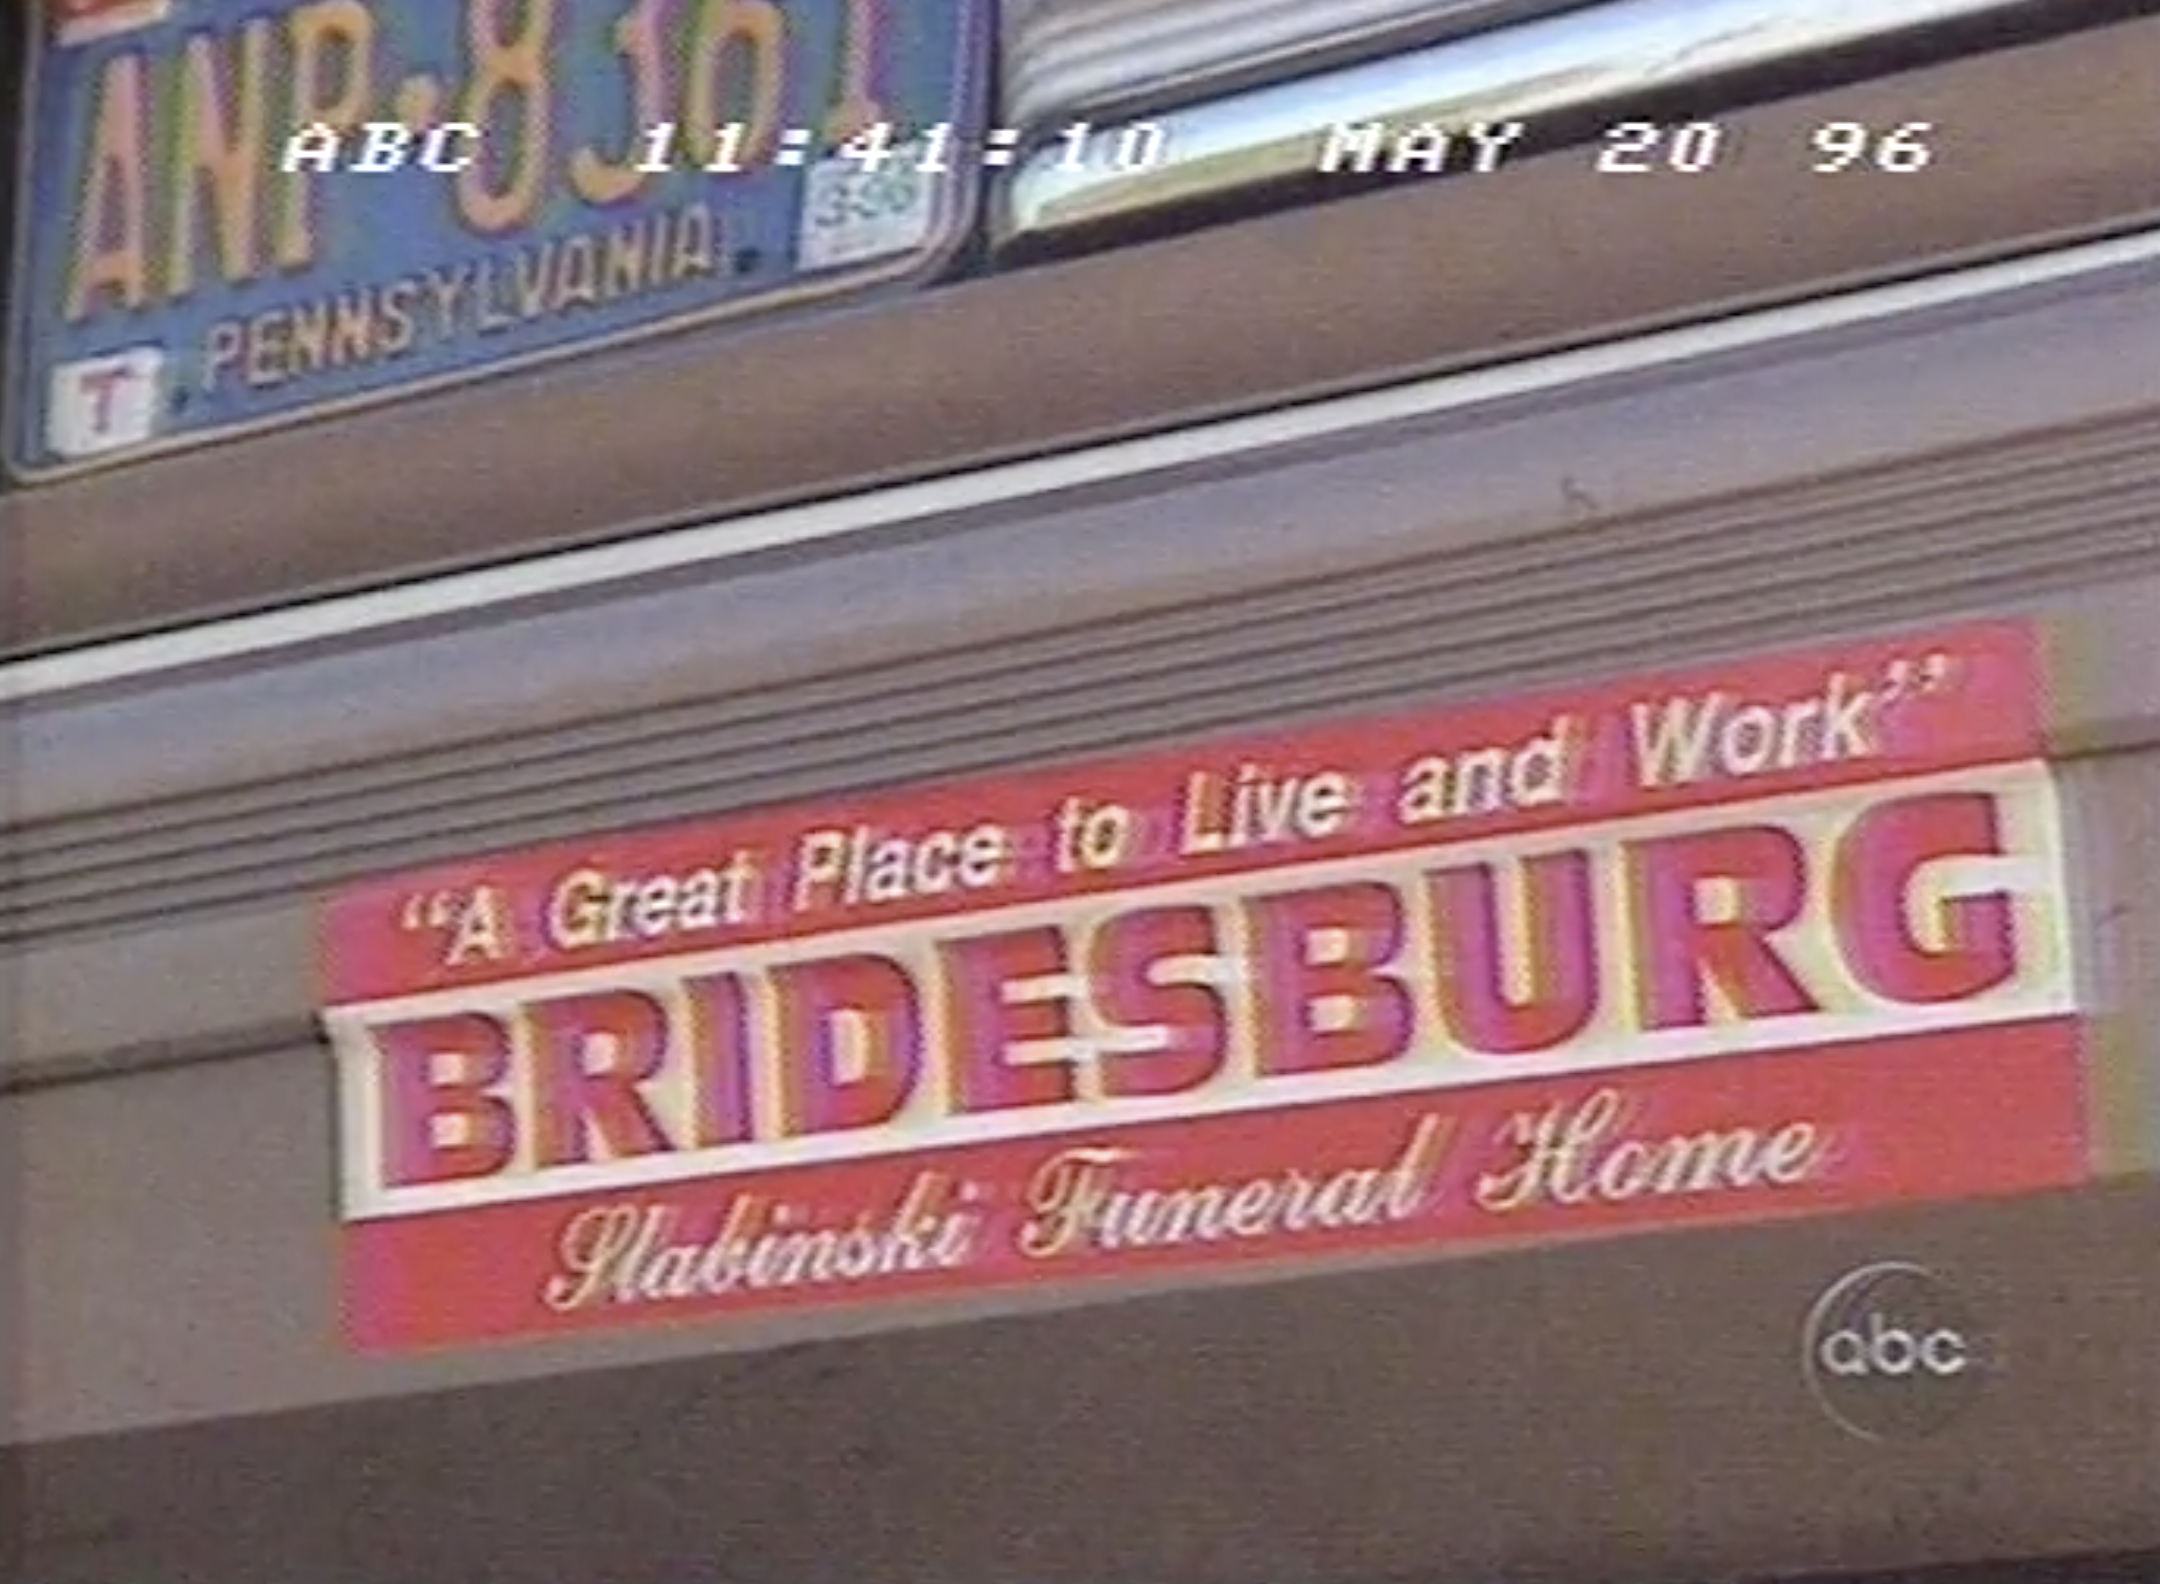 ANP·8361
ABC 11:41:10 MAY 20 96
PENNSYLVANIA
T
“A Great Place to Live and Work”
BRIDESBURG
Slabinski Funeral Home
abc